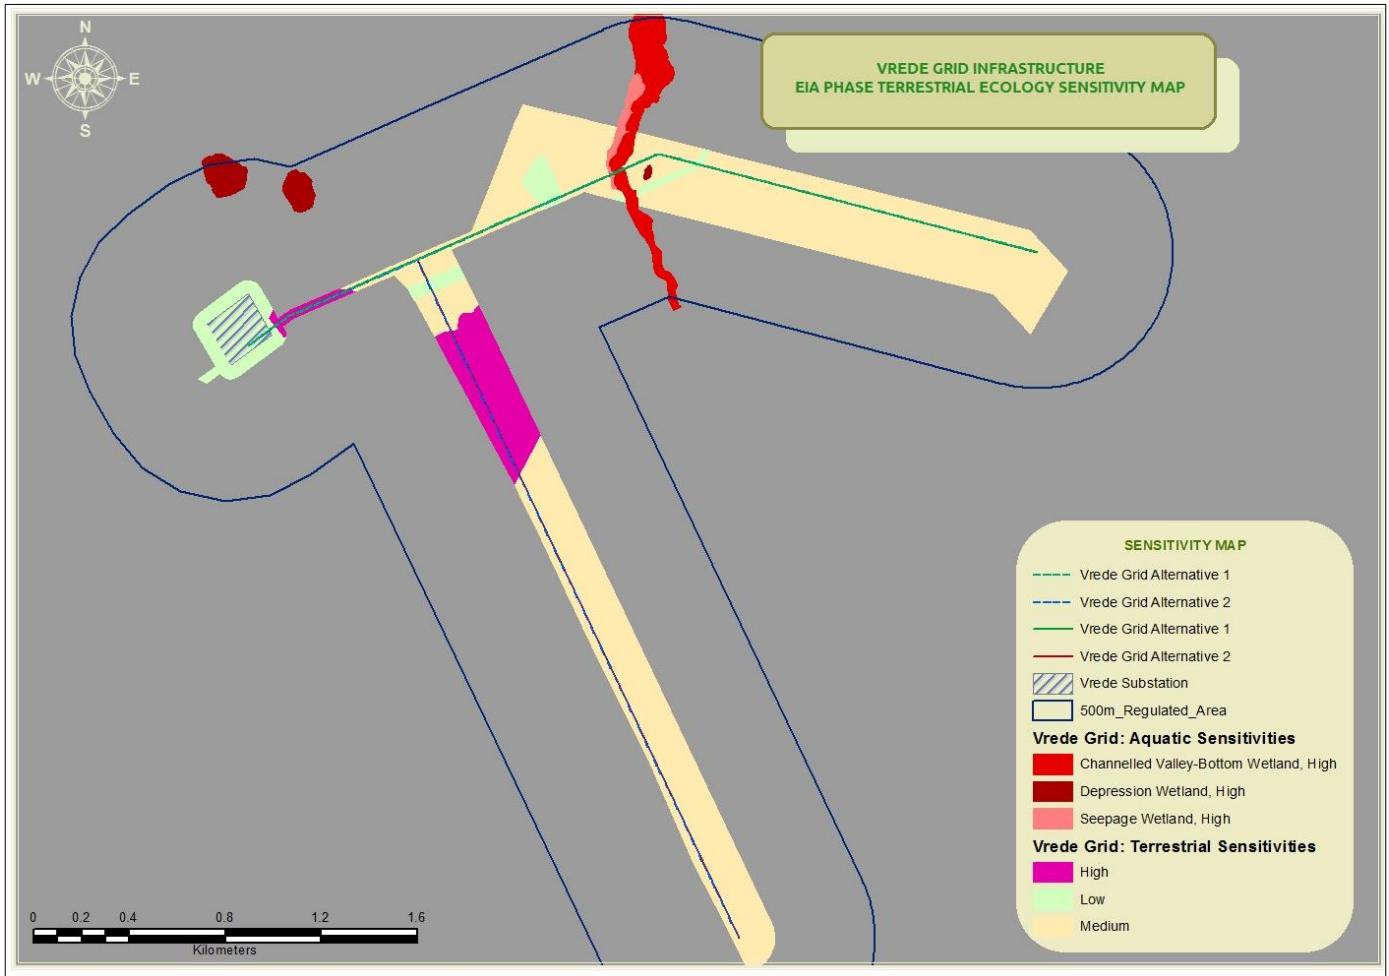 N
W E
S
VREDE GRID INFRASTRUCTURE
EIA PHASE TERRESTRIAL ECOLOGY SENSITIVITY MAP
SENSITIVITY MAP
Vrede Grid Alternative 1
Vrede Grid Alternative 2
Vrede Grid Alternative 1
Vrede Grid Alternative 2
Vrede Substation
500m_Regulated_Area
Vrede Grid: Aquatic Sensitivities
Channelled Valley-Bottom Wetland, High
Depression Wetland, High
Seepage Wetland, High
Vrede Grid: Terrestrial Sensitivities
High
Low
Medium
0 0.2 0.4 0.8 1.2 1.6
Kilometers